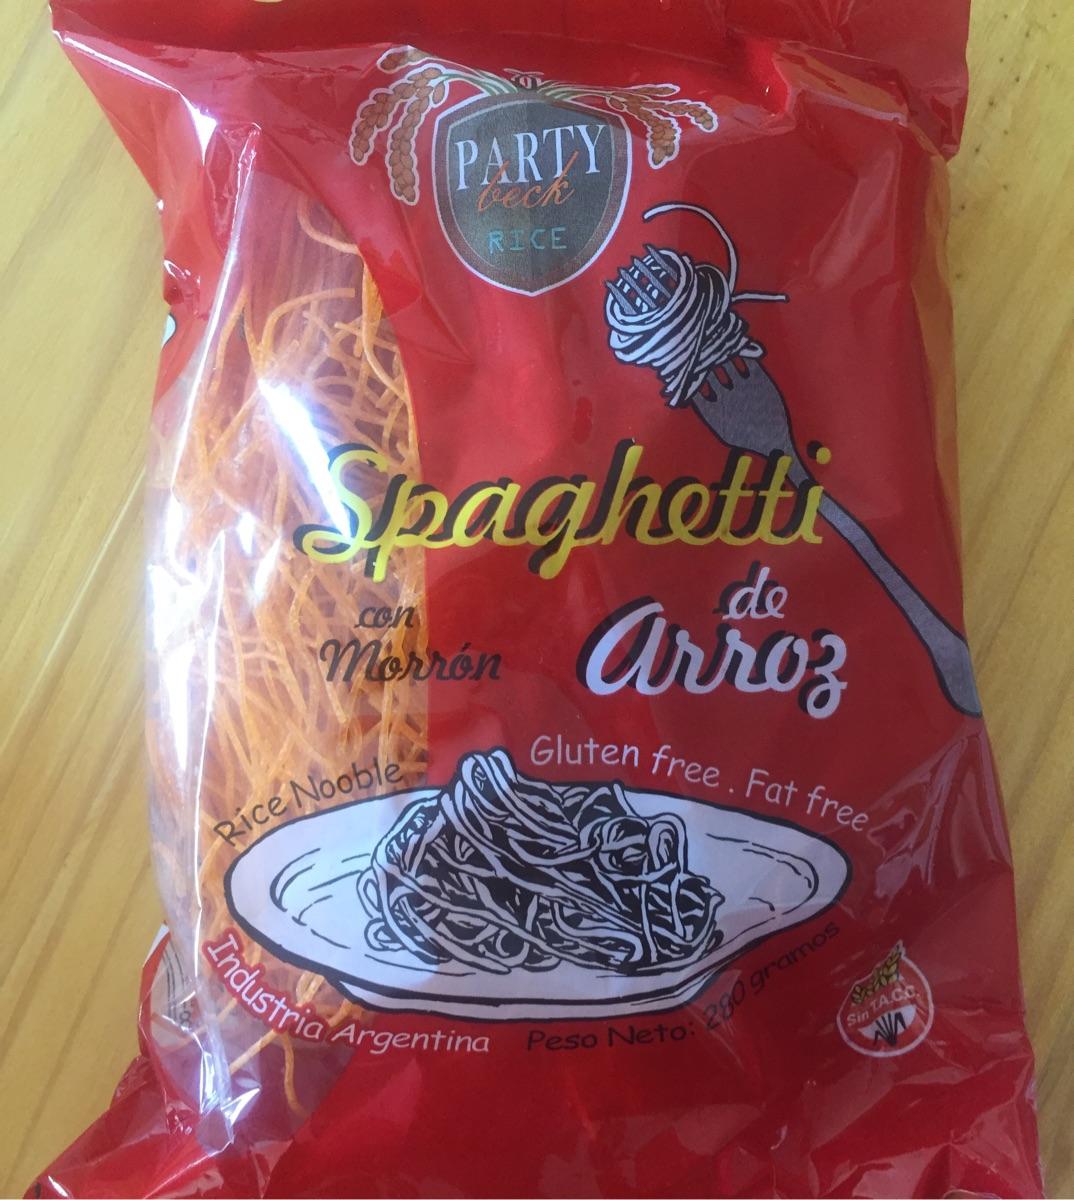 PARTY
beck
RICE
Spaghetti
de
Arroz
con
Morrón
Gluten free . Fat free
Rice Nooble
Industria Argentina
Peso Neto: 280 gramos
Sin T.A.C.C.